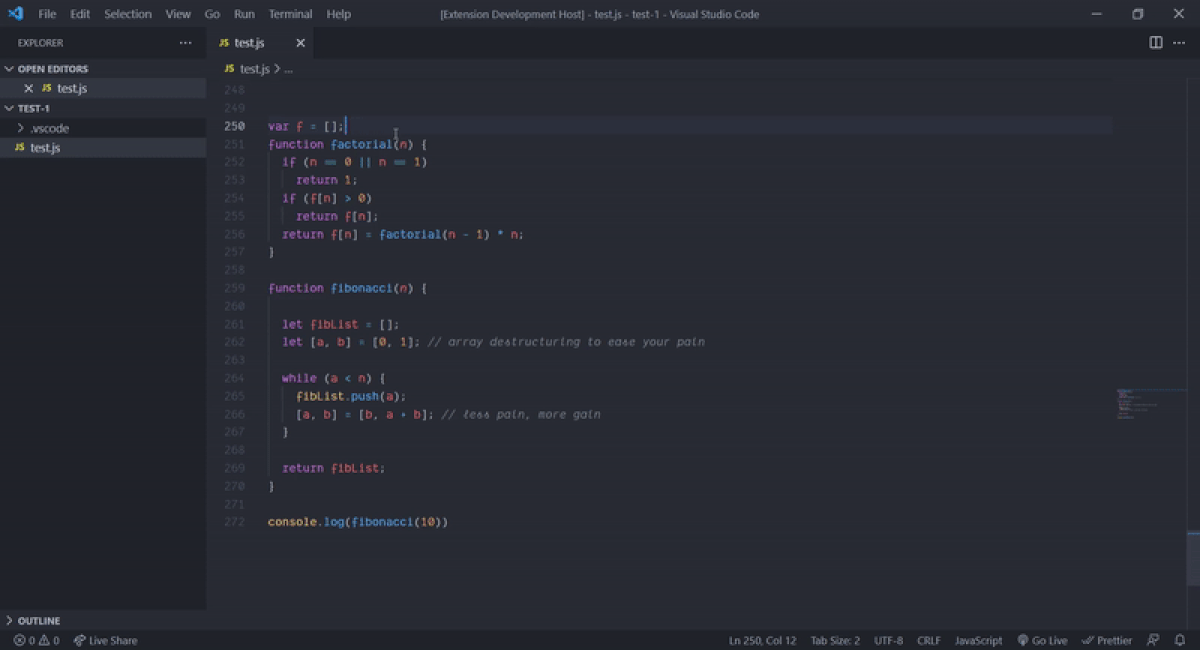 File Edit Selection View Go Run Terminal Help [Extension Development Host] - test.js - test-1 - Visual Studio Code
EXPLORER ... JS test.js
OPEN EDITORS JS test.js > ...
JS test.js
TEST-1
.vscode
JS test.js
248
249
250 var f = [];
251 function factorial(n) {
252 if (n == 0 || n == 1)
253 return 1;
254 if (f[n] > 0)
255 return f[n];
256 return f[n] = factorial(n - 1) * n;
257 }
258
259 function fibonacci(n) {
260
261 let fibList = [];
262 let [a, b] = [0, 1]; // array destructuring to ease your pain
263
264 while (a < n) {
265 fibList.push(a);
266 [a, b] = [b, a + b]; // less pain, more gain
267 }
268
269 return fibList;
270 }
271
272 console.log(fibonacci(10))
OUTLINE
0 0 Live Share Ln 250, Col 12 Tab Size: 2 UTF-8 CRLF JavaScript Go Live Prettier